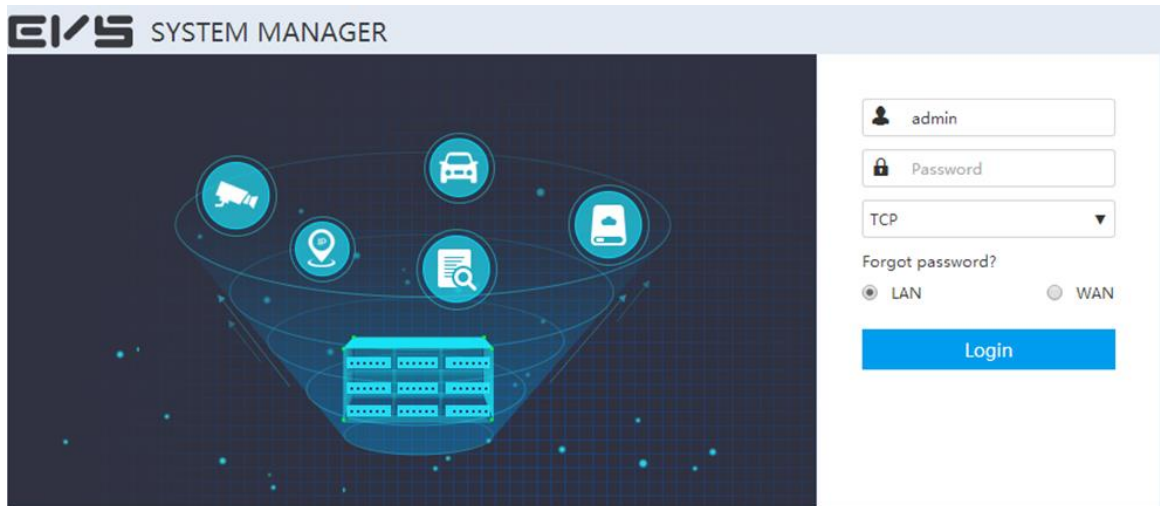 EVS SYSTEM MANAGER
admin
Password
TCP
Forgot password?
LAN WAN
Login